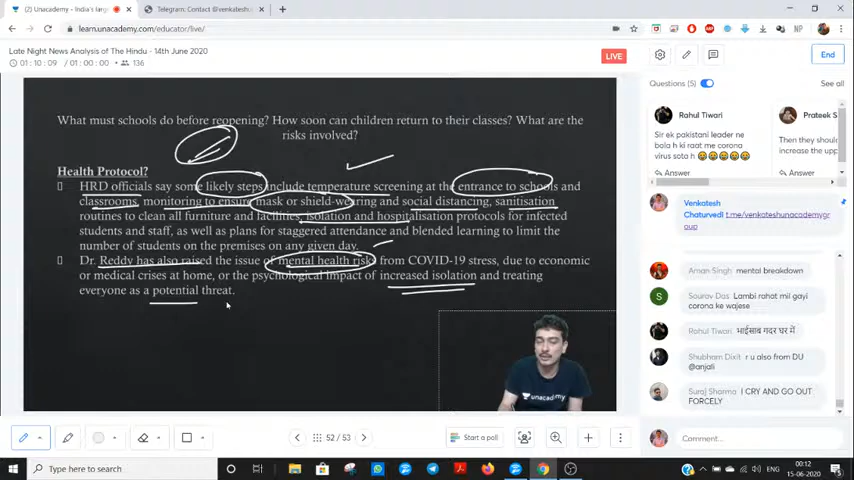 (2) Unacademy - India's larg
Telegram: Contact @venkateshu
learn.unacademy.com/educator/live/
NP
Late Night News Analysis of The Hindu - 14th June 2020
01:10:09 / 01:00:00 • 136
LIVE
End
What must schools do before reopening? How soon can children return to their classes? What are the
risks involved?
Health Protocol?
HRD officials say some likely steps include temperature screening at the entrance to schools and
classrooms, monitoring to ensure mask or shield-wearing and social distancing, sanitisation
routines to clean all furniture and facilities, isolation and hospitalisation protocols for infected
students and staff, as well as plans for staggered attendance and blended learning to limit the
number of students on the premises on any given day.
Dr. Reddy has also raised the issue of mental health risks from COVID-19 stress, due to economic
or medical crises at home, or the psychological impact of increased isolation and treating
everyone as a potential threat.
unacademy
52 / 53
Start a poll
Questions (5)
See all
Rahul Tiwari
Sir ek pakistani leader ne
bola h ki raat me corona
virus sota h
Answer
Prateek S
Then they shou
increase the upp
Answer
Venkatesh
Chaturvedi t.me/venkateshunacademygr
oup
Aman Singh mental breakdown
Sourav Das Lambi rahat mil gayi
corona ke wajese
Rahul Tiwari भाईसाब गदर घर में
Shubham Dixit r u also from DU
@anjali
Suraj Sharma I CRY AND GO OUT
FORCELY
Comment...
Type here to search
ENG
00:12
15-06-2020